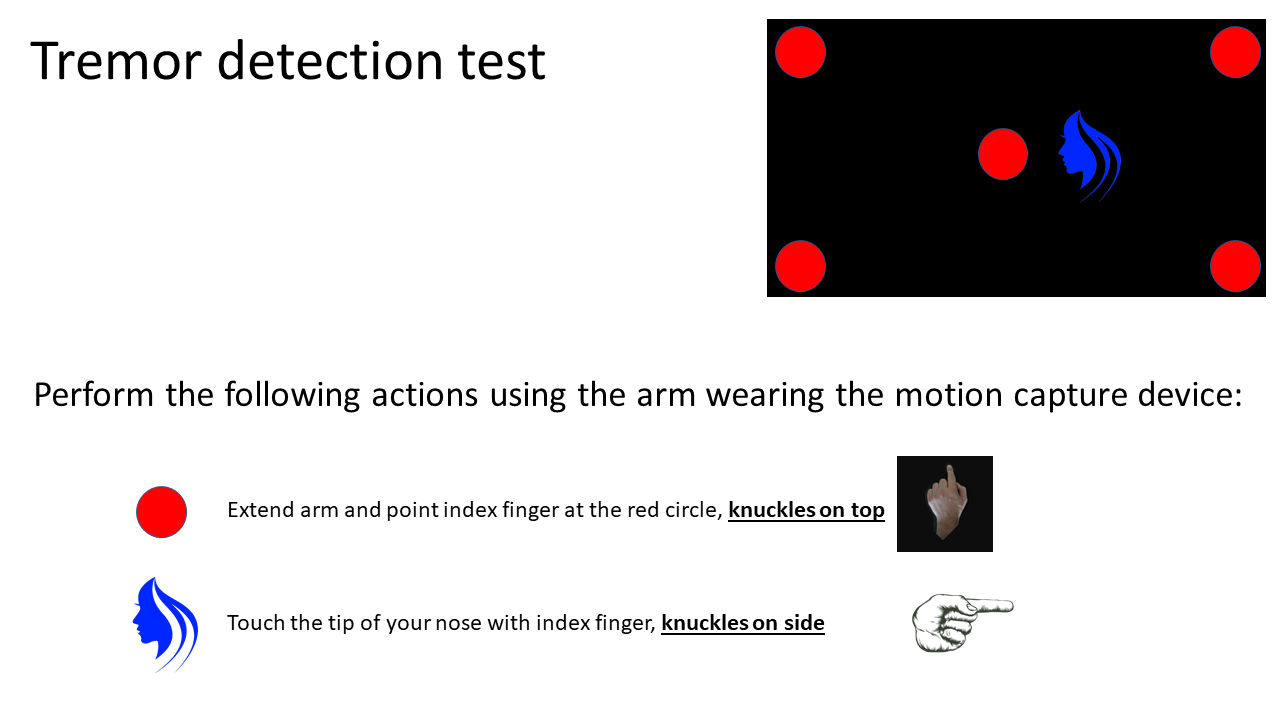 Tremor detection test
Perform the following actions using the arm wearing the motion capture device:
Extend arm and point index finger at the red circle, knuckles on top
Touch the tip of your nose with index finger, knuckles on side